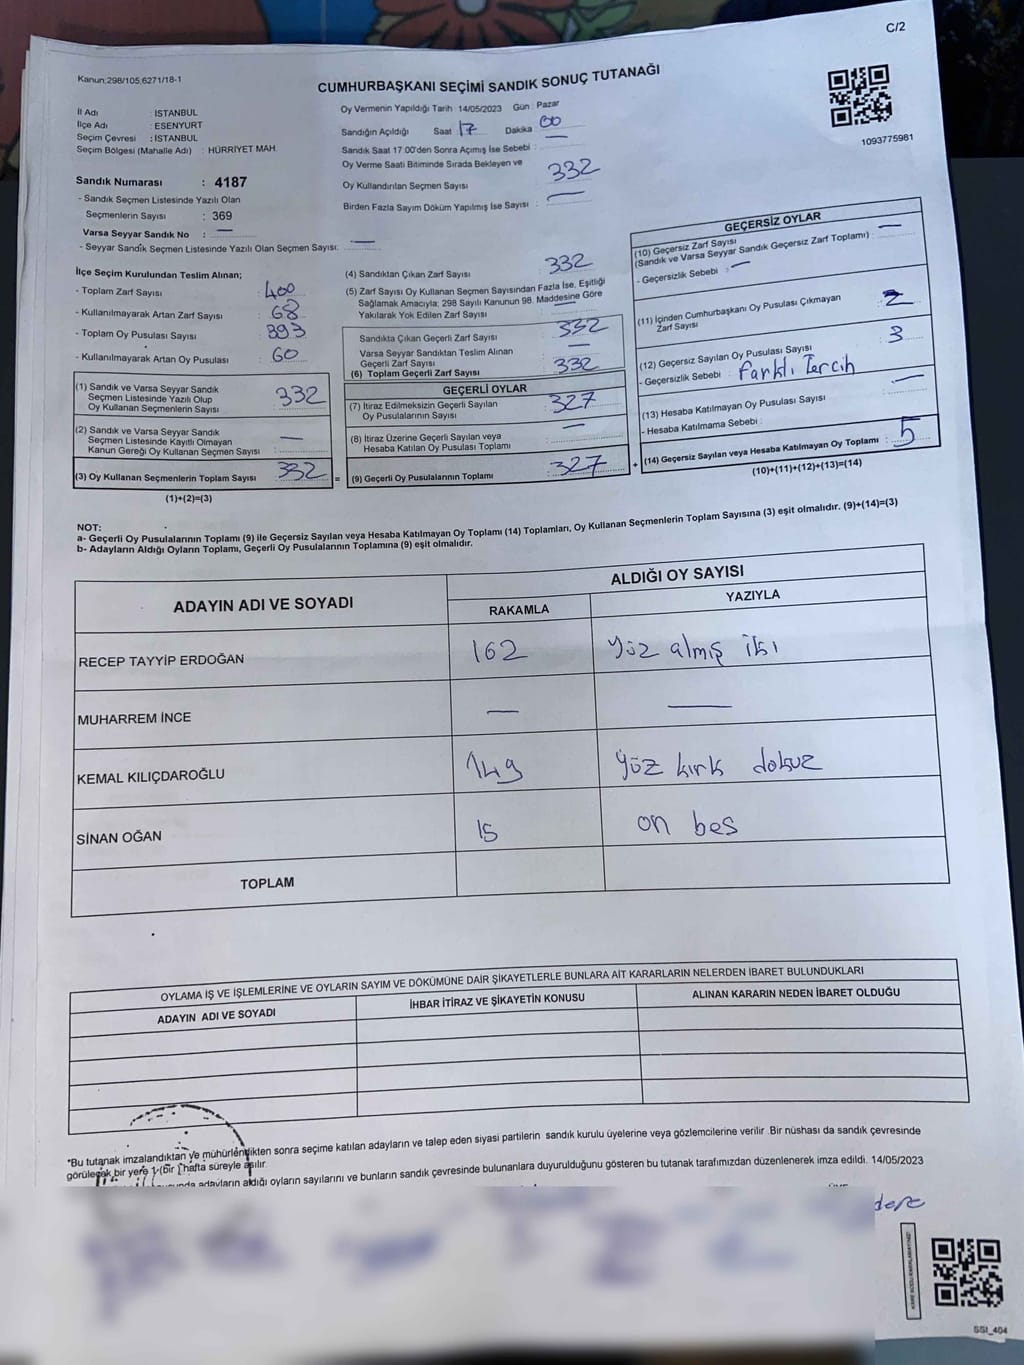 C/2
Kanun:298/105,6271/18-1
CUMHURBAŞKANI SEÇİMİ SANDIK SONUÇ TUTANAĞI
1093775981
İl Adı : İSTANBUL
İlçe Adı : ESENYURT
Seçim Çevresi : İSTANBUL
Seçim Bölgesi (Mahalle Adı) : HÜRRİYET MAH.
Sandık Numarası : 4187
- Sandık Seçmen Listesinde Yazılı Olan
Seçmenlerin Sayısı : 369
Varsa Seyyar Sandık No : —
- Seyyar Sandık Seçmen Listesinde Yazılı Olan Seçmen Sayısı: —
Oy Vermenin Yapıldığı Tarih : 14/05/2023 Gün : Pazar
Sandığın Açıldığı Saat 17 Dakika 00
Sandık Saat 17:00'den Sonra Açımış İse Sebebi : —
Oy Verme Saati Bitiminde Sırada Bekleyen ve
Oy Kullandırılan Seçmen Sayısı 332
Birden Fazla Sayım Döküm Yapılmış İse Sayısı : —
İlçe Seçim Kurulundan Teslim Alınan;
- Toplam Zarf Sayısı : 400
- Kullanılmayarak Artan Zarf Sayısı : 68
- Toplam Oy Pusulası Sayısı : 393
- Kullanılmayarak Artan Oy Pusulası : 60
(1) Sandık ve Varsa Seyyar Sandık
Seçmen Listesinde Yazılı Olup
Oy Kullanan Seçmenlerin Sayısı : 332
(2) Sandık ve Varsa Seyyar Sandık
Seçmen Listesinde Kayıtlı Olmayan
Kanun Gereği Oy Kullanan Seçmen Sayısı : —
(3) Oy Kullanan Seçmenlerin Toplam Sayısı : 332
(1)+(2)=(3)
=
(4) Sandıktan Çıkan Zarf Sayısı : 332
(5) Zarf Sayısı Oy Kullanan Seçmen Sayısından Fazla İse, Eşitliği
Sağlamak Amacıyla; 298 Sayılı Kanunun 98. Maddesine Göre
Yakılarak Yok Edilen Zarf Sayısı : —
Sandıkta Çıkan Geçerli Zarf Sayısı : 332
Varsa Seyyar Sandıktan Teslim Alınan
Geçerli Zarf Sayısı : —
(6) Toplam Geçerli Zarf Sayısı : 332
GEÇERLİ OYLAR
(7) İtiraz Edilmeksizin Geçerli Sayılan
Oy Pusulalarının Sayısı : 327
(8) İtiraz Üzerine Geçerli Sayılan veya
Hesaba Katılan Oy Pusulası Toplamı : —
(9) Geçerli Oy Pusulalarının Toplamı : 327
+
GEÇERSİZ OYLAR
(10) Geçersiz Zarf Sayısı
(Sandık ve Varsa Seyyar Sandık Geçersiz Zarf Toplamı) : —
- Geçersizlik Sebebi : —
(11) İçinden Cumhurbaşkanı Oy Pusulası Çıkmayan
Zarf Sayısı : 2
(12) Geçersiz Sayılan Oy Pusulası Sayısı : 3
- Geçersizlik Sebebi : farklı Tercih
(13) Hesaba Katılmayan Oy Pusulası Sayısı : —
- Hesaba Katılmama Sebebi :
(14) Geçersiz Sayılan veya Hesaba Katılmayan Oy Toplamı : 5
(10)+(11)+(12)+(13)=(14)
NOT:
a- Geçerli Oy Pusulalarının Toplamı (9) ile Geçersiz Sayılan veya Hesaba Katılmayan Oy Toplamı (14) Toplamları, Oy Kullanan Seçmenlerin Toplam Sayısına (3) eşit olmalıdır. (9)+(14)=(3)
b- Adayların Aldığı Oyların Toplamı, Geçerli Oy Pusulalarının Toplamına (9) eşit olmalıdır.
ADAYIN ADI VE SOYADI
ALDIĞI OY SAYISI
RAKAMLA YAZIYLA
RECEP TAYYİP ERDOĞAN 162 yüz almış iki
MUHARREM İNCE — —
KEMAL KILIÇDAROĞLU 149 yüz kırk dokuz
SİNAN OĞAN 15 on bes
TOPLAM
OYLAMA İŞ VE İŞLEMLERİNE VE OYLARIN SAYIM VE DÖKÜMÜNE DAİR ŞİKAYETLERLE BUNLARA AİT KARARLARIN NELERDEN İBARET BULUNDUKLARI
ADAYIN ADI VE SOYADI İHBAR İTİRAZ VE ŞİKAYETİN KONUSU ALINAN KARARIN NEDEN İBARET OLDUĞU
*Bu tutanak imzalandıktan ve mühürlendikten sonra seçime katılan adayların ve talep eden siyasi partilerin sandık kurulu üyelerine veya gözlemcilerine verilir. Bir nüshası da sandık çevresinde
görülecek bir yere 1 (bir) hafta süreyle asılır.
adayların aldığı oyların sayılarını ve bunların sandık çevresinde bulunanlara duyurulduğunu gösteren bu tutanak tarafımızdan düzenlenerek imza edildi. 14/05/2023
SSI_404